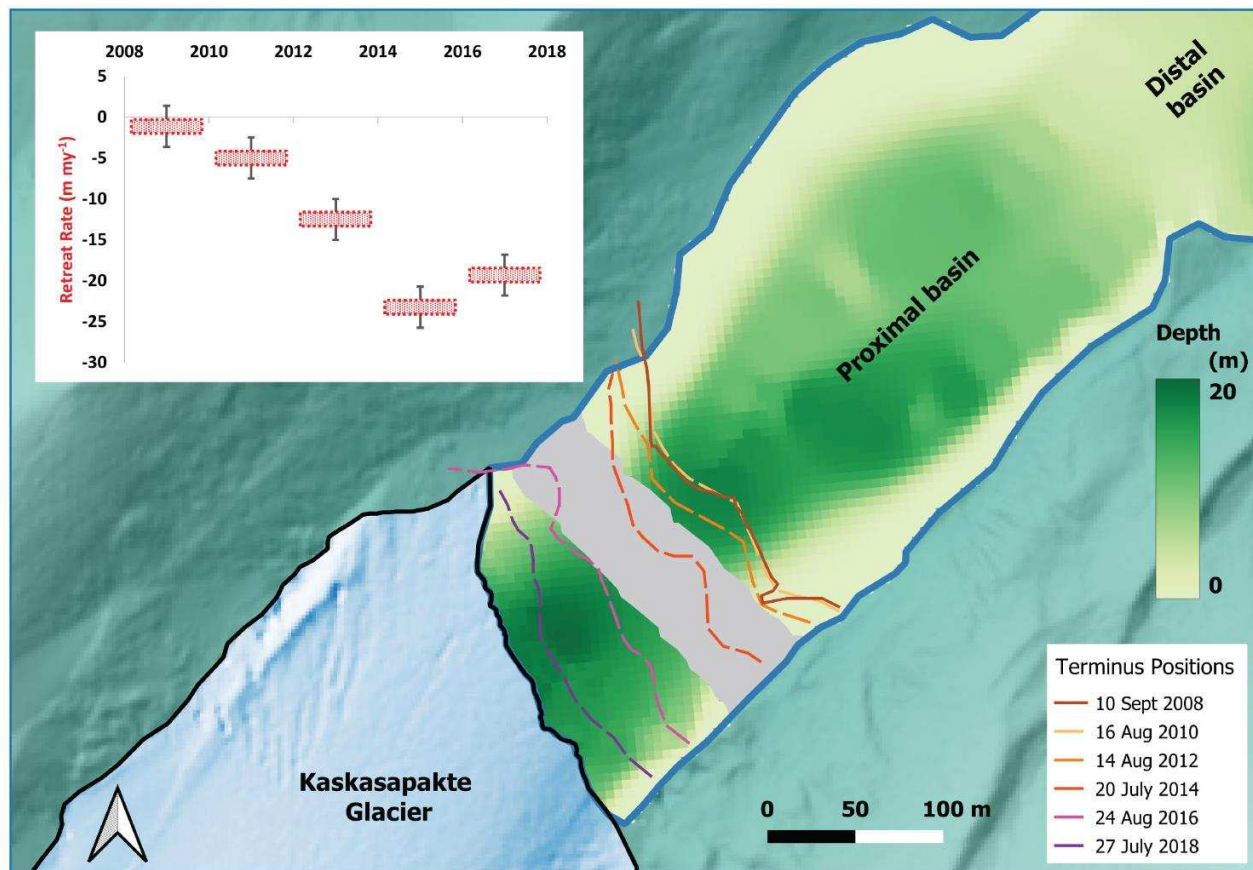 2008 2010 2012 2014 2016 2018
5
0
-5
-10
-15
-20
-25
-30
Retreat Rate (m my-1)
Distal
basin
Proximal basin
Depth
(m)
20
0
Kaskasapakte
Glacier
0 50 100 m
Terminus Positions
10 Sept 2008
16 Aug 2010
14 Aug 2012
20 July 2014
24 Aug 2016
27 July 2018